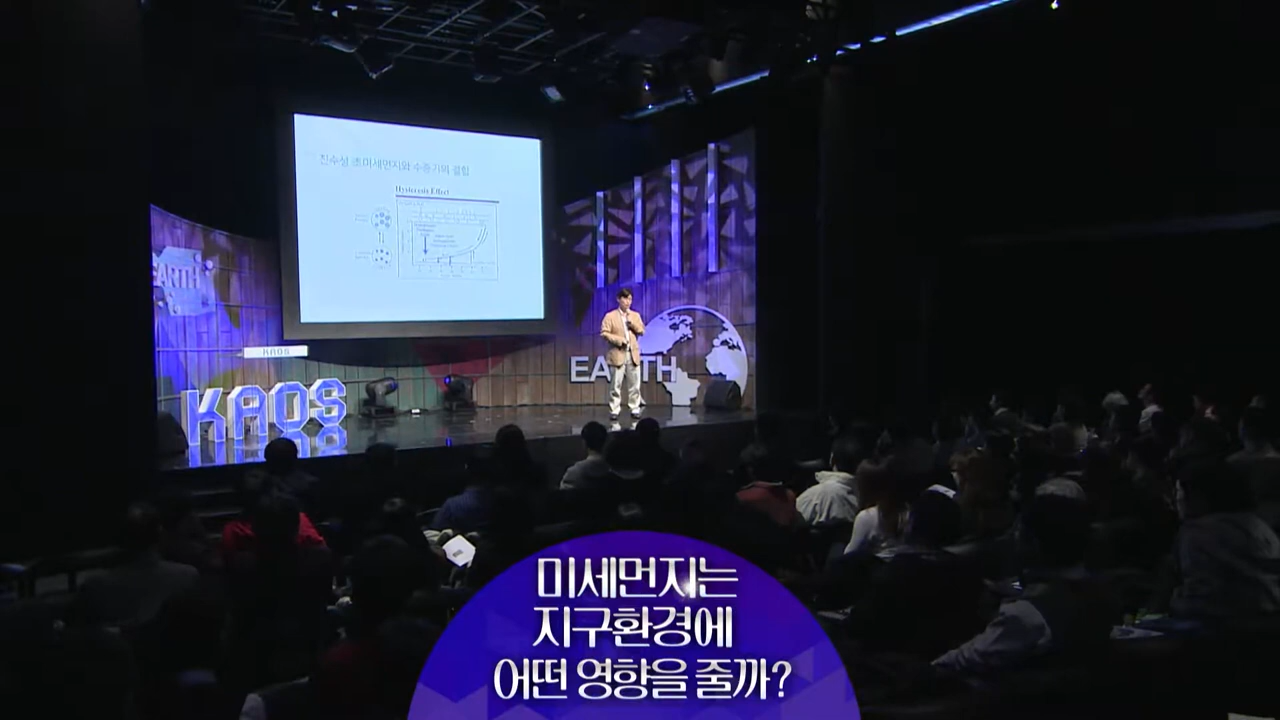 친수성 초미세먼지와 수증기의 결합
Hysteresis Effect
EARTH
KAOS
KAOS
EARTH
미세먼지는
지구환경에
어떤 영향을 줄까?